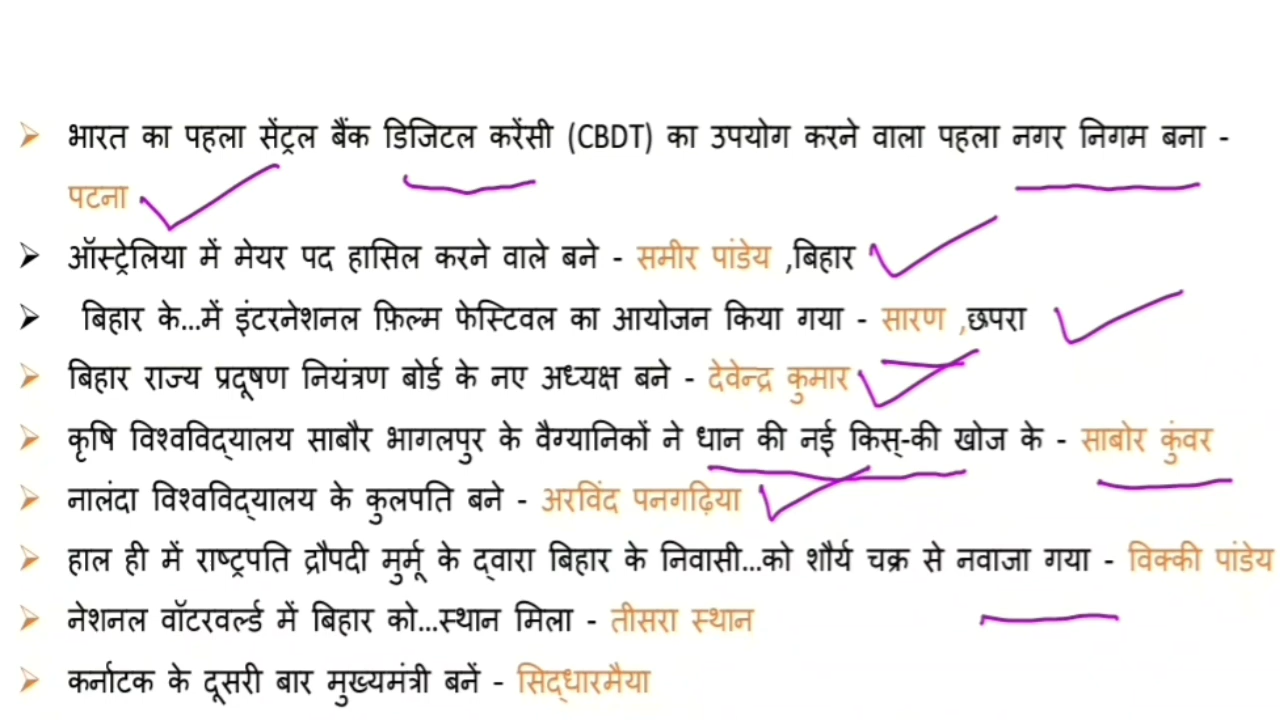 भारत का पहला सेंट्रल बैंक डिजिटल करेंसी (CBDT) का उपयोग करने वाला पहला नगर निगम बना -
पटना
ऑस्ट्रेलिया में मेयर पद हासिल करने वाले बने - समीर पांडेय ,बिहार
बिहार के...में इंटरनेशनल फ़िल्म फेस्टिवल का आयोजन किया गया - सारण ,छपरा
बिहार राज्य प्रदूषण नियंत्रण बोर्ड के नए अध्यक्ष बने - देवेन्द्र कुमार
कृषि विश्वविद्यालय साबौर भागलपुर के वैग्यानिकों ने धान की नई किस्-की खोज के - साबोर कुंवर
नालंदा विश्वविद्यालय के कुलपति बने - अरविंद पनगढ़िया
हाल ही में राष्ट्रपति द्रौपदी मुर्मू के द्वारा बिहार के निवासी...को शौर्य चक्र से नवाजा गया - विक्की पांडेय
नेशनल वॉटरवर्ल्ड में बिहार को...स्थान मिला - तीसरा स्थान
कर्नाटक के दूसरी बार मुख्यमंत्री बनें - सिद्धारमैया